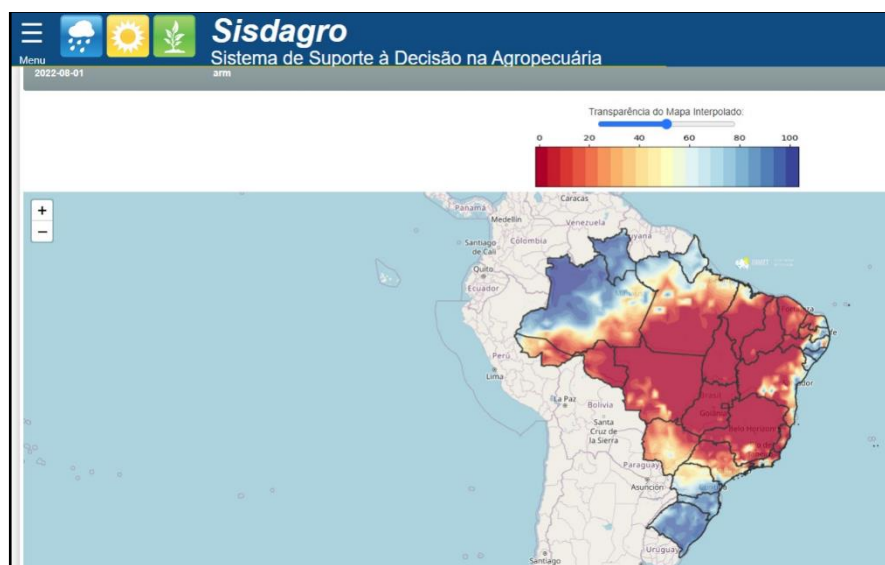 Sisdagro
Menu
Sistema de Suporte à Decisão na Agropecuária
2022-08-01 arm
Transparência do Mapa Interpolado:
0 20 40 60 80 100
+
−
Caracas
Panamá
Medellín
Venezuela
Santiago de Cali
Colombia
Quito
Ecuador
Perú
Lima
La Paz
Bolivia
Santa Cruz de la Sierra
Brasil
Goiânia
Belo Horizonte
Paraguay
Asunción
Uruguay
Santiago